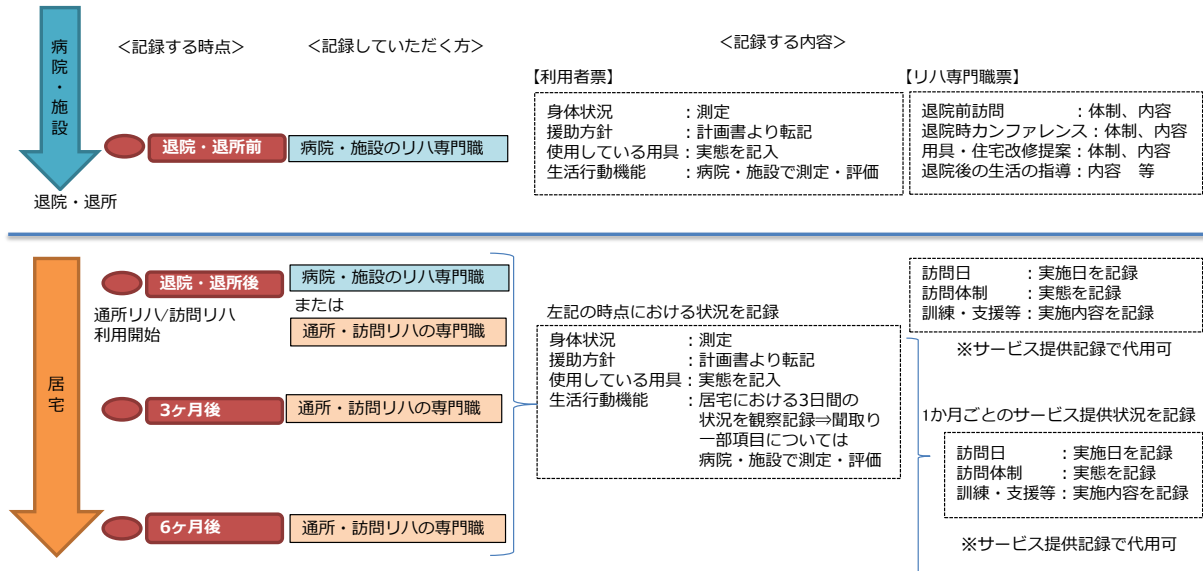 病院・施設
<記録する時点>
<記録していただく方>
<記録する内容>
【利用者票】
【リハ専門職票】
退院・退所前
病院・施設のリハ専門職
身体状況　　　　：測定
援助方針　　　　：計画書より転記
使用している用具：実態を記入
生活行動機能　　：病院・施設で測定・評価
退院前訪問　　　　：体制、内容
退院時カンファレンス：体制、内容
用具・住宅改修提案：体制、内容
退院後の生活の指導：内容　等
退院・退所
居宅
退院・退所後
通所リハ/訪問リハ
利用開始
病院・施設のリハ専門職
または
通所・訪問リハの専門職
3ヶ月後
通所・訪問リハの専門職
6ヶ月後
通所・訪問リハの専門職
左記の時点における状況を記録
身体状況　　　　：測定
援助方針　　　　：計画書より転記
使用している用具：実態を記入
生活行動機能　　：居宅における3日間の
状況を観察記録⇒聞取り
一部項目については
病院・施設で測定・評価
訪問日　　　　：実施日を記録
訪問体制　　　：実態を記録
訓練・支援等：実施内容を記録
※サービス提供記録で代用可
1か月ごとのサービス提供状況を記録
訪問日　　　　：実施日を記録
訪問体制　　　：実態を記録
訓練・支援等：実施内容を記録
※サービス提供記録で代用可